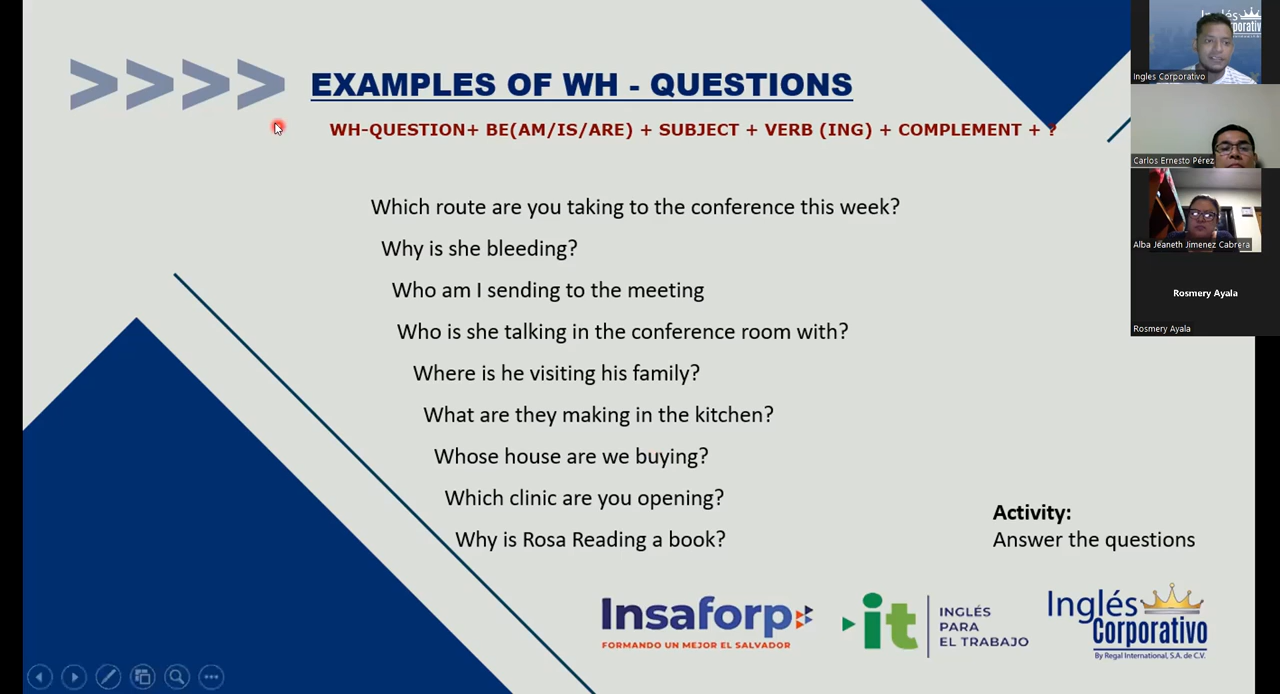 >>>>
EXAMPLES OF WH - QUESTIONS
WH-QUESTION+ BE(AM/IS/ARE) + SUBJECT + VERB (ING) + COMPLEMENT + ?
Which route are you taking to the conference this week?
Why is she bleeding?
Who am I sending to the meeting
Who is she talking in the conference room with?
Where is he visiting his family?
What are they making in the kitchen?
Whose house are we buying?
Which clinic are you opening?
Why is Rosa Reading a book?
Activity:
Answer the questions
Insaforp
FORMANDO UN MEJOR EL SALVADOR
it
INGLÉS
PARA
EL TRABAJO
Inglés
Corporativo
By Regal International, S.A. de C.V.
Ingles Corporativo
Carlos Ernesto Pérez
Alba Jeaneth Jimenez Cabrera
Rosmery Ayala
Rosmery Ayala